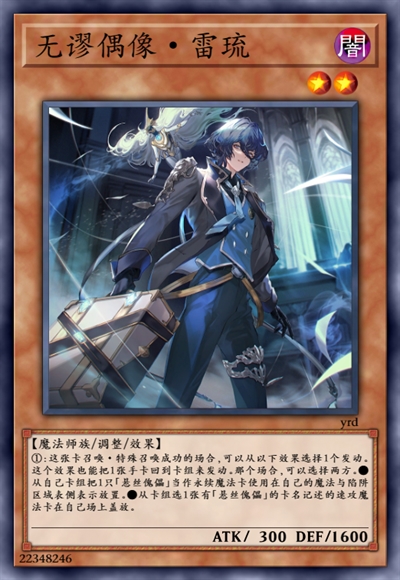 无谬偶像・雷琉
闇
yrd
【魔法师族/调整/效果】
①:这张卡召唤・特殊召唤成功的场合,可以从以下效果选择1个发动。
这个效果也能把1张手卡回到卡组来发动。那个场合,可以选择两方。●
从自己卡组把1只「悬丝傀儡」当作永续魔法卡使用在自己的魔法与陷阱
区域表侧表示放置。●从卡组选1张有「悬丝傀儡」的卡名记述的速攻魔
法卡在自己场上盖放。
ATK/ 300 DEF/1600
22348246